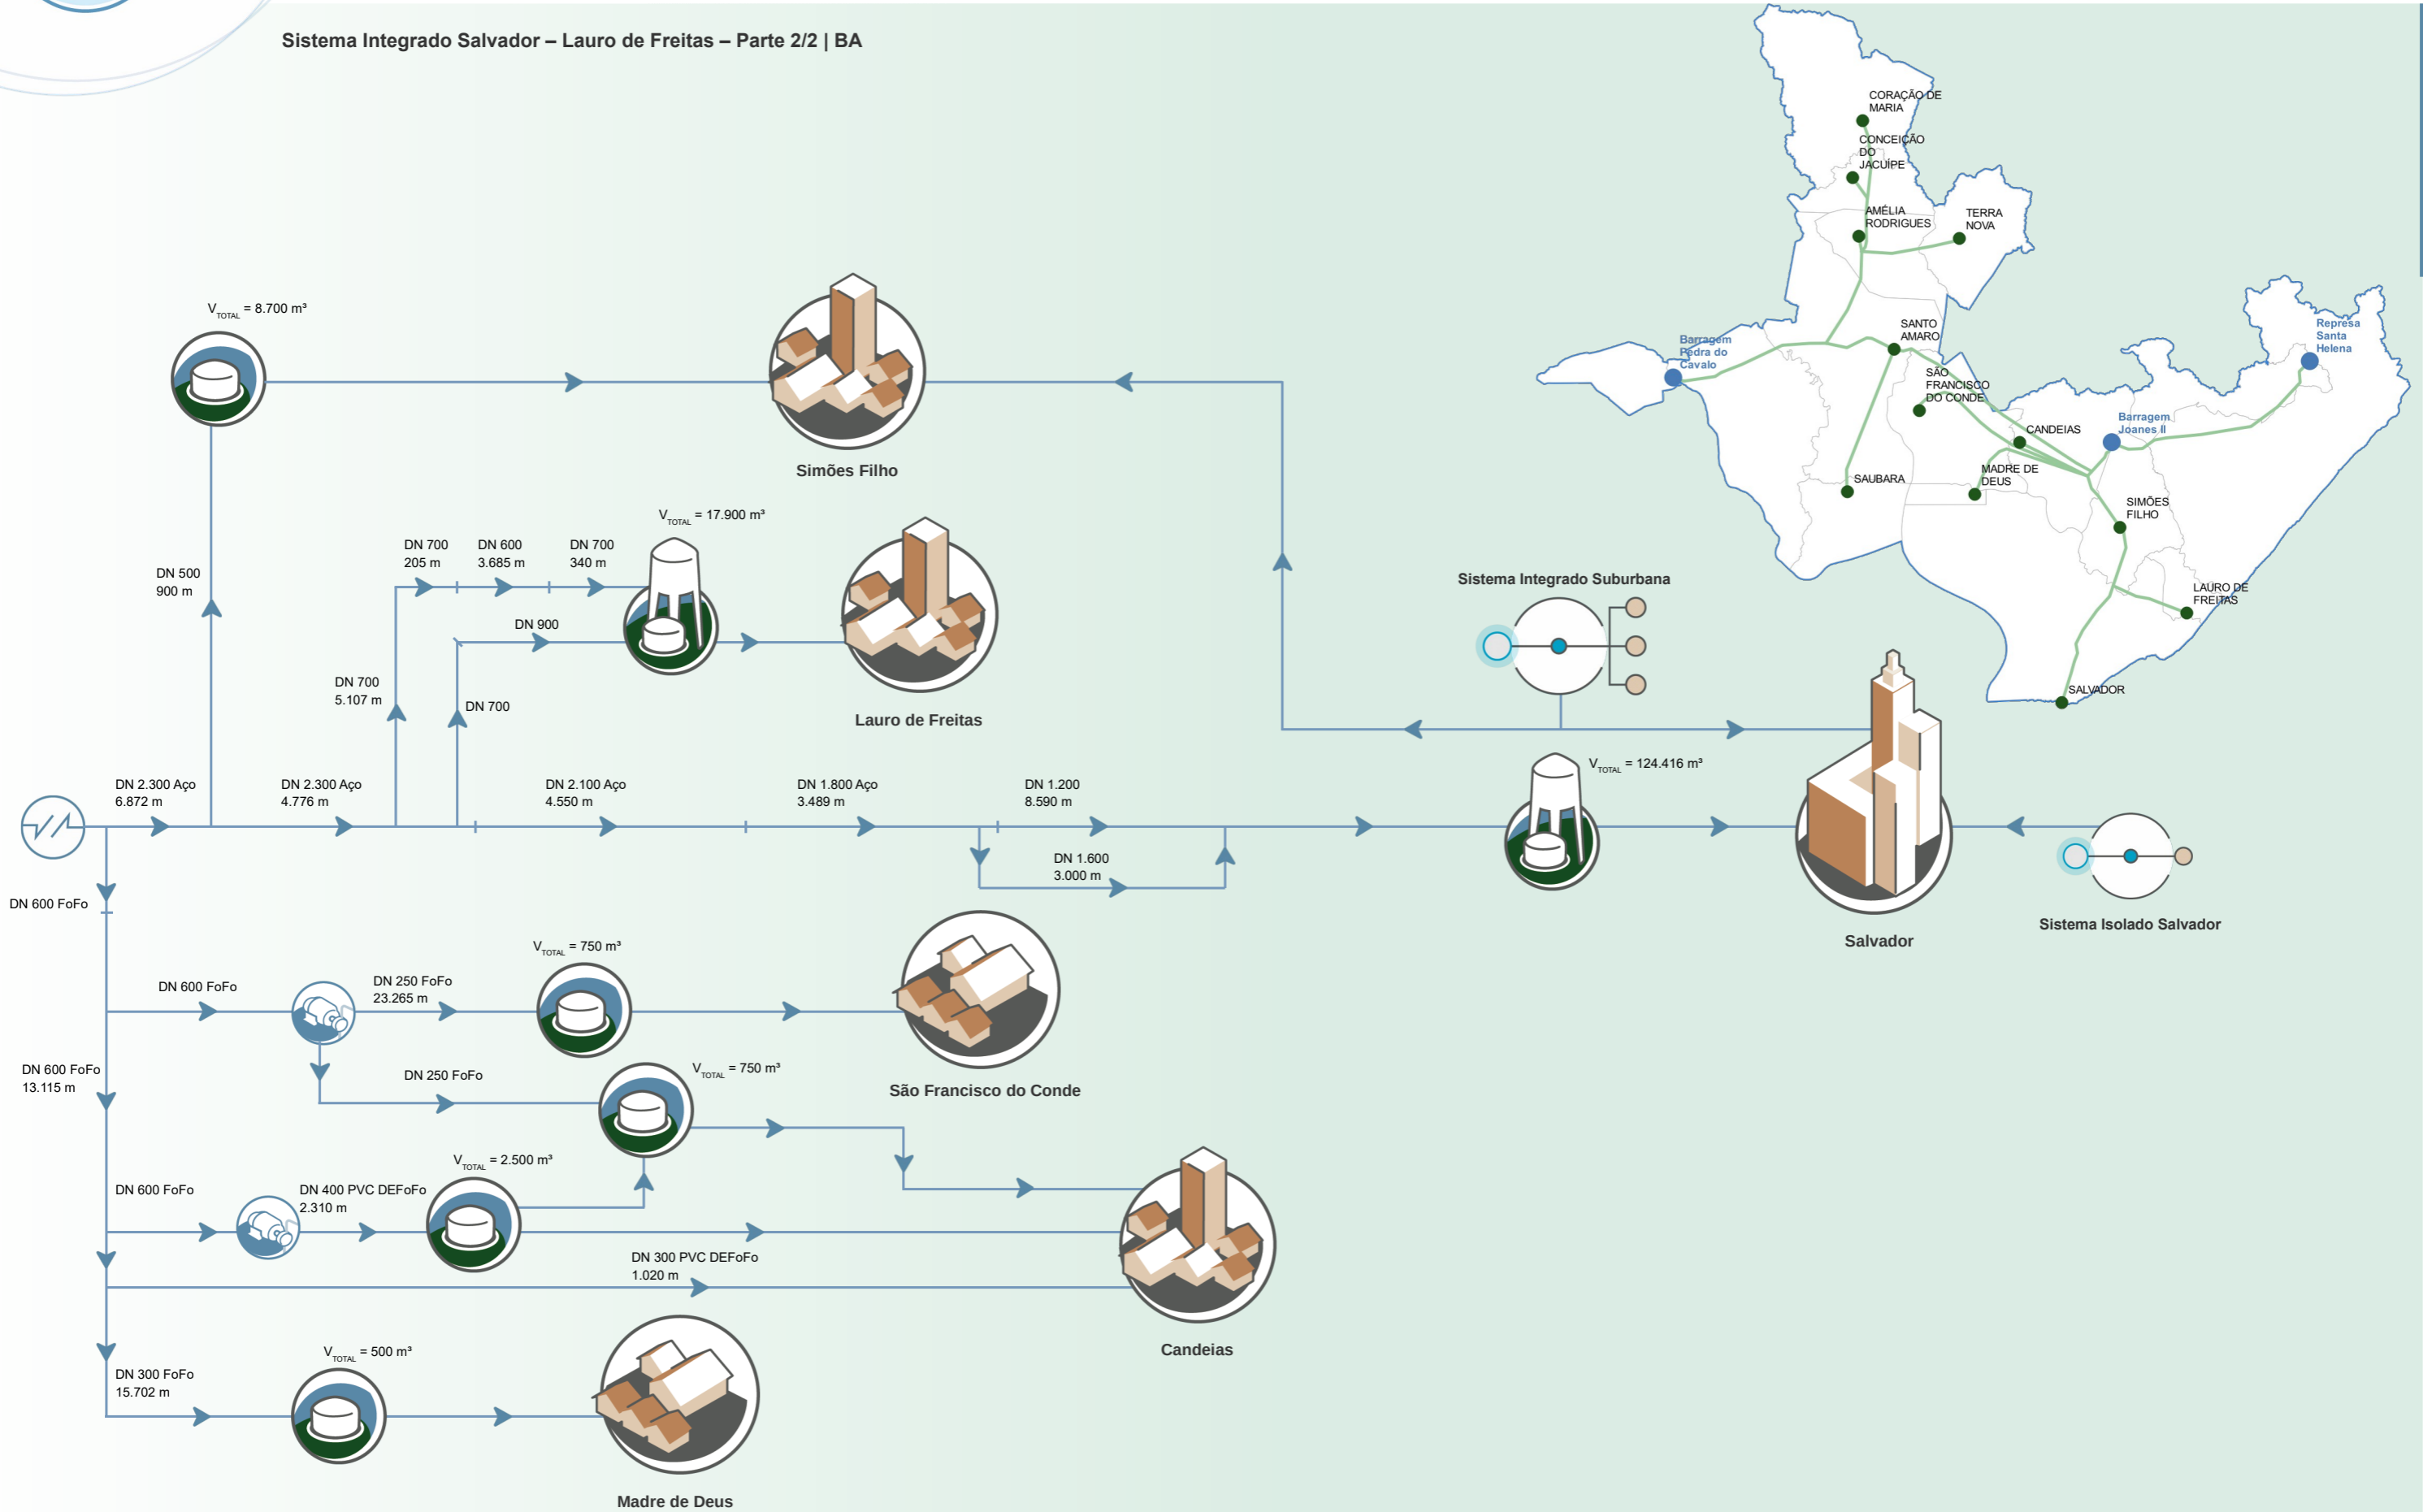 Sistema Integrado Salvador – Lauro de Freitas – Parte 2/2 | BA
CORAÇÃO DE
MARIA
CONCEIÇÃO
DO
JACUÍPE
AMÉLIA
RODRIGUES
TERRA
NOVA
SANTO
AMARO
Barragem
Pedra do
Cavalo
SÃO
FRANCISCO
DO CONDE
Represa
Santa
Helena
Barragem
Joanes II
CANDEIAS
SAUBARA
MADRE DE
DEUS
SIMÕES
FILHO
LAURO DE
FREITAS
SALVADOR
VTOTAL = 8.700 m³
Simões Filho
DN 500
900 m
DN 700
205 m
DN 600
3.685 m
DN 700
340 m
VTOTAL = 17.900 m³
DN 900
DN 700
5.107 m
DN 700
Lauro de Freitas
Sistema Integrado Suburbana
DN 2.300 Aço
6.872 m
DN 2.300 Aço
4.776 m
DN 2.100 Aço
4.550 m
DN 1.800 Aço
3.489 m
DN 1.200
8.590 m
DN 1.600
3.000 m
VTOTAL = 124.416 m³
Salvador
Sistema Isolado Salvador
DN 600 FoFo
DN 600 FoFo
DN 250 FoFo
23.265 m
VTOTAL = 750 m³
São Francisco do Conde
DN 600 FoFo
13.115 m
DN 250 FoFo
VTOTAL = 750 m³
DN 600 FoFo
DN 400 PVC DEFoFo
2.310 m
VTOTAL = 2.500 m³
DN 300 PVC DEFoFo
1.020 m
Candeias
DN 300 FoFo
15.702 m
VTOTAL = 500 m³
Madre de Deus